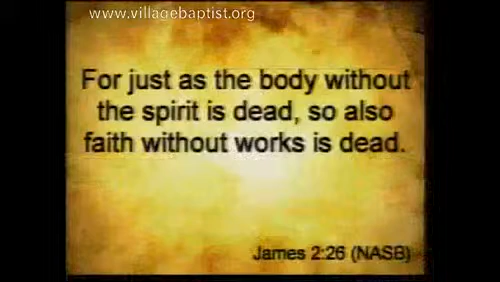 www.villagebaptist.org
For just as the body without
the spirit is dead, so also
faith without works is dead.
James 2:26 (NASB)